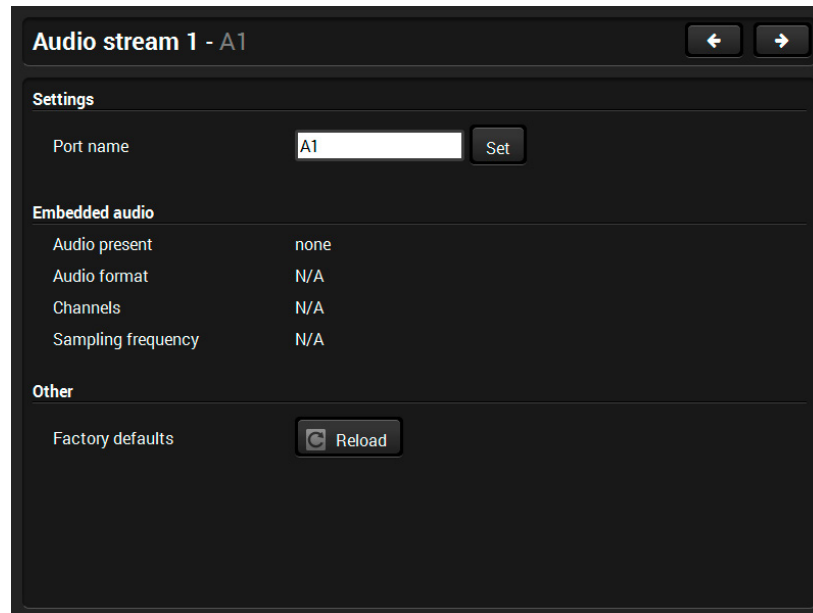 Audio stream 1 - A1
Settings
Port name A1 Set
Embedded audio
Audio present none
Audio format N/A
Channels N/A
Sampling frequency N/A
Other
Factory defaults Reload